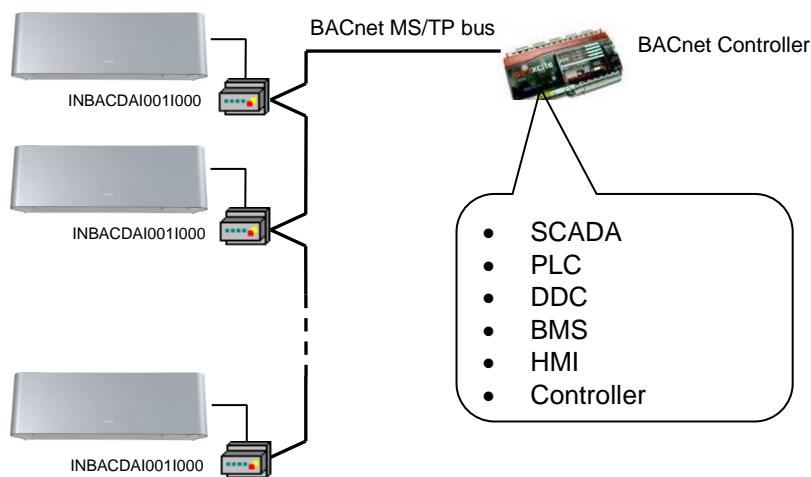 BACnet MS/TP bus
BACnet Controller
INBACDAI001I000
INBACDAI001I000
• SCADA
• PLC
• DDC
• BMS
• HMI
• Controller
INBACDAI001I000